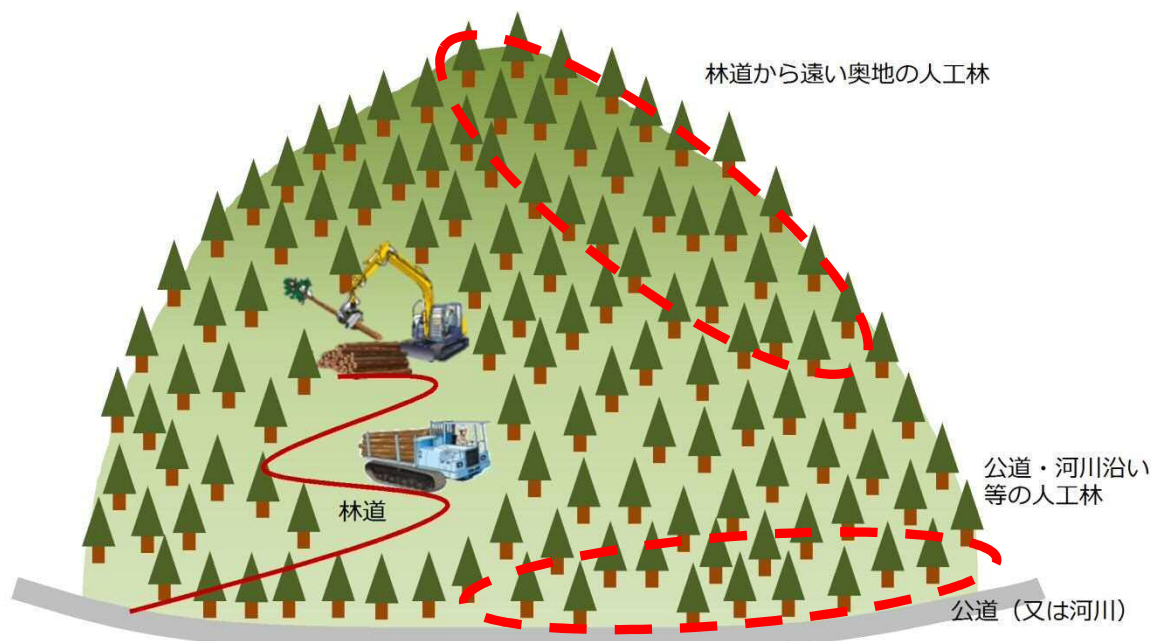 林道から遠い奥地の人工林
公道・河川沿い
等の人工林
林道
公道（又は河川）